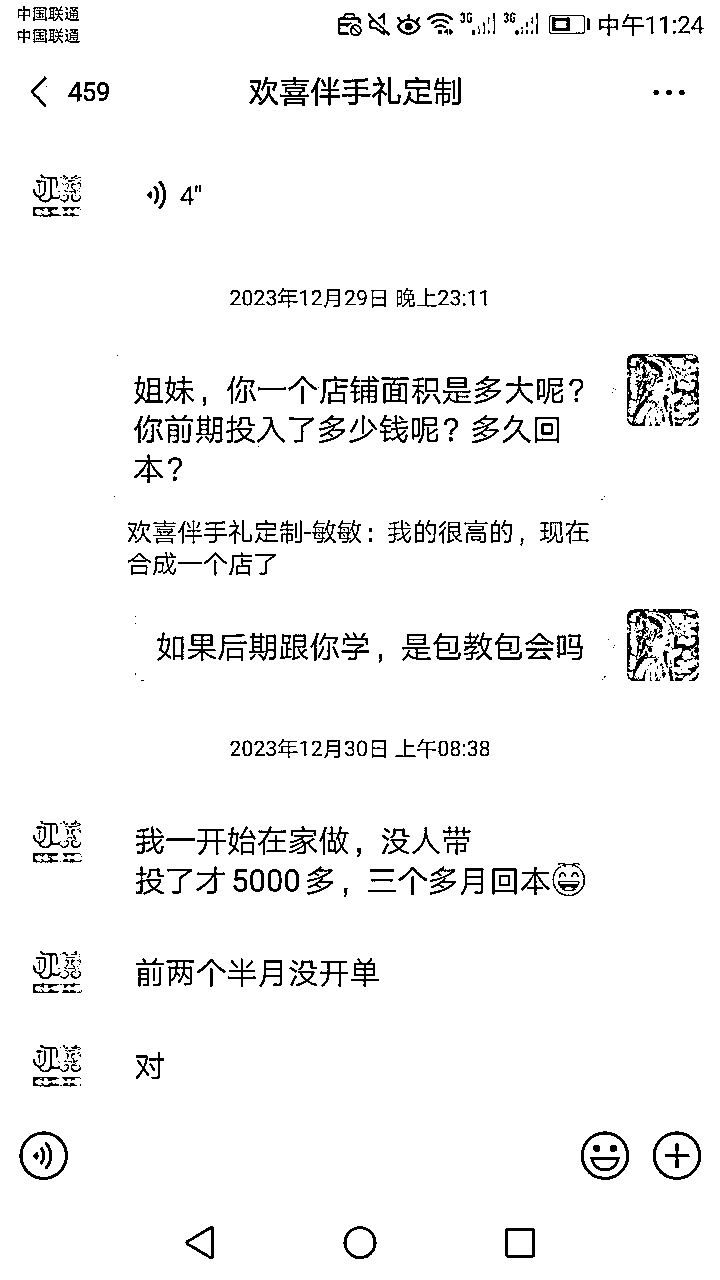 中国联通
中国联通
3G 3G 中午11:24
459 欢喜伴手礼定制
4"
2023年12月29日 晚上23:11
姐妹，你一个店铺面积是多大呢？
你前期投入了多少钱呢？多久回
本？
欢喜伴手礼定制-敏敏：我的很高的，现在
合成一个店了
如果后期跟你学，是包教包会吗
2023年12月30日 上午08:38
我一开始在家做，没人带
投了才5000多，三个多月回本😄
前两个半月没开单
对